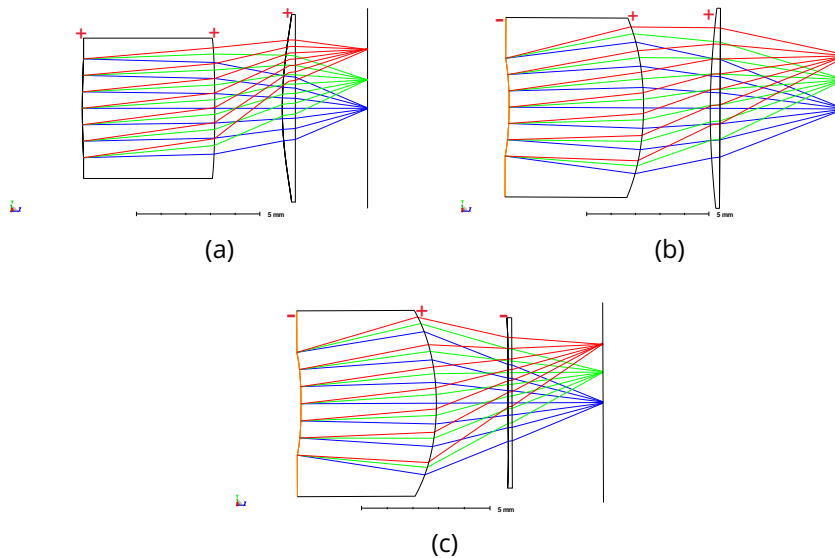 + + +
5 mm
(a)
- + +
5 mm
(b)
- + -
5 mm
(c)